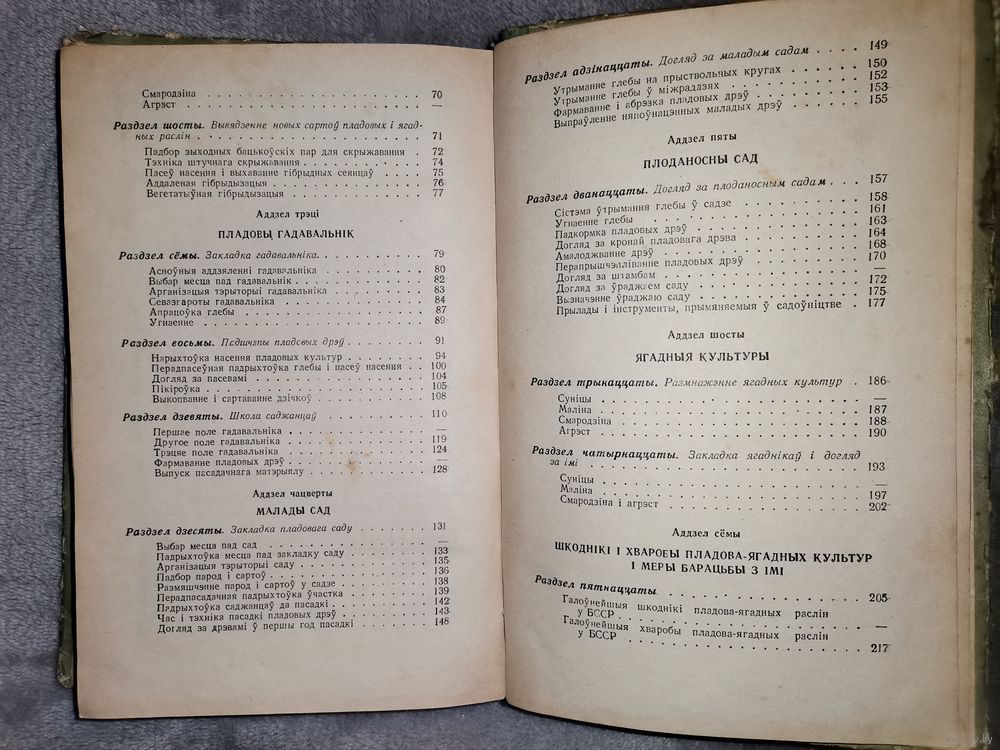 Смародзіна . . . . . . . . . . 70
Агрэст . . . . . . . . . . —
Раздзел шосты. Вывядзенне новых сартоў пладовых і ягад-
ных раслін . . . . . . . . . . 71
Падбор зыходных бацькоўскіх пар для скрыжавання . . 72
Тэхніка штучнага скрыжавання . . . . . . . . . . 74
Пасеў насення і выхаванне гібрыдных сеянцаў . . . . 75
Аддаленая гібрыдызацыя . . . . . . . . . . 76
Вегетатыўная гібрыдызацыя . . . . . . . . . . 77
Аддзел трэці
ПЛАДОВЫ ГАДАВАЛЬНІК
Раздзел сёмы. Закладка гадавальніка. . . . . . . . . . 79
Асноўныя аддзяленні гадавальніка . . . . . . . . . . 80
Выбар месца пад гадавальнік . . . . . . . . . . 82
Арганізацыя тэрыторыі гадавальніка . . . . . . . . . . 83
Севазвароты гадавальніка . . . . . . . . . . 84
Апрацоўка глебы . . . . . . . . . . 87
Угнаенне . . . . . . . . . . 89
Раздзел восьмы. Падшчэпы пладовых дрэў . . . . . . . . . . 91
Нарыхтоўка насення пладовых культур . . . . . . . . 94
Перадпасеўная падрыхтоўка глебы і пасеў насення . . 100
Догляд за пасевамі . . . . . . . . . . 104
Пікіроўка . . . . . . . . . . 105
Выкопванне і сартаванне дзічкоў . . . . . . . . . . 108
Раздзел дзевяты. Школа саджанцаў . . . . . . . . . . 110
Першае поле гадавальніка . . . . . . . . . . —
Другое поле гадавальніка . . . . . . . . . . 119
Трэцяе поле гадавальніка . . . . . . . . . . 124
Фармаванне пладовых дрэў . . . . . . . . . . —
Выпуск пасадачнага матэрыялу . . . . . . . . . . 128
Аддзел чацверты
МАЛАДЫ САД
Раздзел дзесяты. Закладка пладовага саду . . . . . . . 131
Выбар месца пад сад . . . . . . . . . . —
Падрыхтоўка месца пад закладку саду . . . . . . . . 133
Арганізацыя тэрыторыі саду . . . . . . . . . . 135
Падбор парод і сартоў . . . . . . . . . . 136
Размяшчэнне парод і сартоў у садзе . . . . . . . . 138
Перадпасадачная падрыхтоўка ўчастка . . . . . . . . 139
Падрыхтоўка саджанцаў да пасадкі . . . . . . . . 142
Час і тэхніка пасадкі пладовых дрэў . . . . . . . . 143
Догляд за дрэвамі ў першы год пасадкі . . . . . . . 148
Раздзел адзінаццаты. Догляд за маладым садам . . . . 149
Утрыманне глебы на прыствольных кругах . . . . . . 150
Утрыманне глебы ў міжраддзях . . . . . . . . . . 152
Фармаванне і абрэзка пладовых дрэў . . . . . . . . 153
Выпраўленне няпоўнацэнных маладых дрэў . . . . . . 155
Аддзел пяты
ПЛОДАНОСНЫ САД
Раздзел дванаццаты. Догляд за плоданосным садам . . . 157
Сістэма ўтрымання глебы ў садзе . . . . . . . . . . 158
Угнаенне глебы . . . . . . . . . . 161
Падкормка пладовых дрэў . . . . . . . . . . 163
Догляд за кронай пладовага дрэва . . . . . . . . . . 164
Амалоджванне дрэў . . . . . . . . . . 168
Перапрышчэпліванне пладовых дрэў . . . . . . . . . . 170
Догляд за штамбам . . . . . . . . . . —
Догляд за ўраджаем саду . . . . . . . . . . 172
Вызначэнне ўраджаю саду . . . . . . . . . . 175
Прылады і інструменты, прымяняемыя ў садоўніцтве . 177
Аддзел шосты
ЯГАДНЫЯ КУЛЬТУРЫ
Раздзел трынаццаты. Размнажэнне ягадных культур . 186
Суніцы . . . . . . . . . . —
Маліна . . . . . . . . . . 187
Смародзіна . . . . . . . . . . 188
Агрэст . . . . . . . . . . 190
Раздзел чатырнаццаты. Закладка ягаднікаў і догляд
за імі . . . . . . . . . . 193
Суніцы . . . . . . . . . . —
Маліна . . . . . . . . . . 197
Смародзіна і агрэст . . . . . . . . . . 202
Аддзел сёмы
ШКОДНІКІ І ХВАРОБЫ ПЛАДОВА-ЯГАДНЫХ КУЛЬТУР
І МЕРЫ БАРАЦЬБЫ З ІМІ
Раздзел пятнаццаты. . . . . . . . . . . 205
Галоўнейшыя шкоднікі пладова-ягадных раслін
у БССР . . . . . . . . . . —
Галоўнейшыя хваробы пладова-ягадных раслін
у БССР . . . . . . . . . . 217